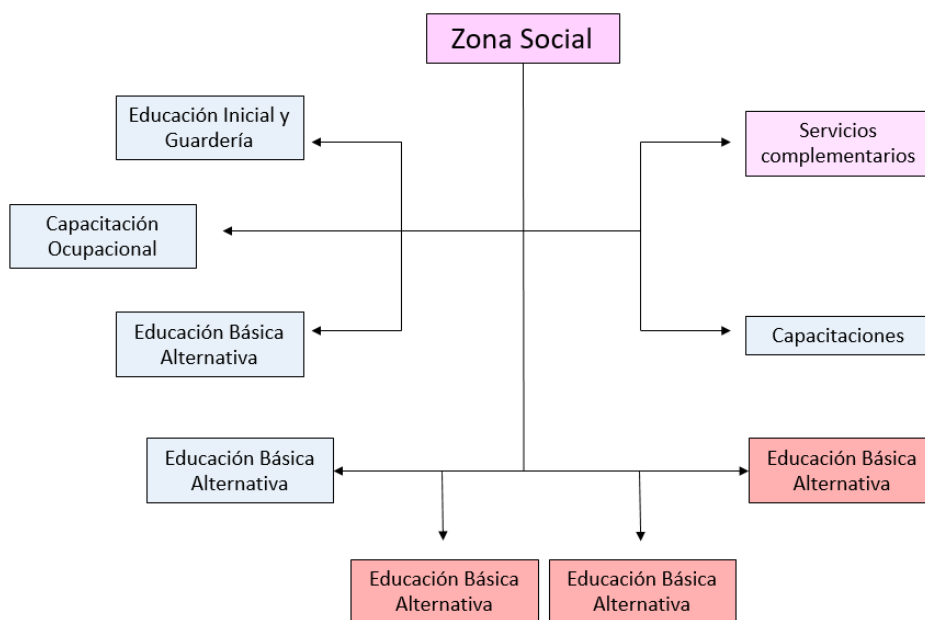 Zona Social
Educación Inicial y
Guardería
Servicios
complementarios
Capacitación
Ocupacional
Educación Básica
Alternativa
Capacitaciones
Educación Básica
Alternativa
Educación Básica
Alternativa
Educación Básica
Alternativa
Educación Básica
Alternativa